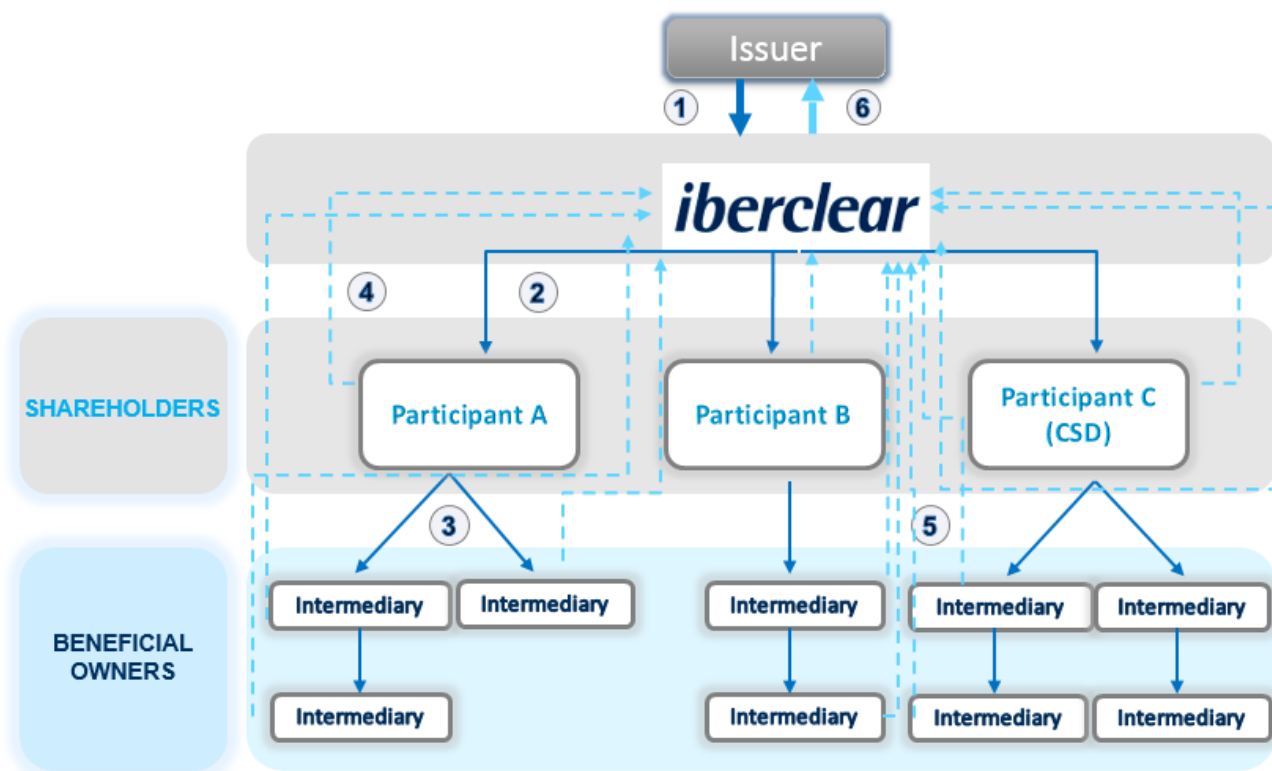 Issuer
1
6
iberclear
4
2
SHAREHOLDERS
Participant A
Participant B
Participant C
(CSD)
3
5
BENEFICIAL
OWNERS
Intermediary
Intermediary
Intermediary
Intermediary
Intermediary
Intermediary
Intermediary
Intermediary
Intermediary